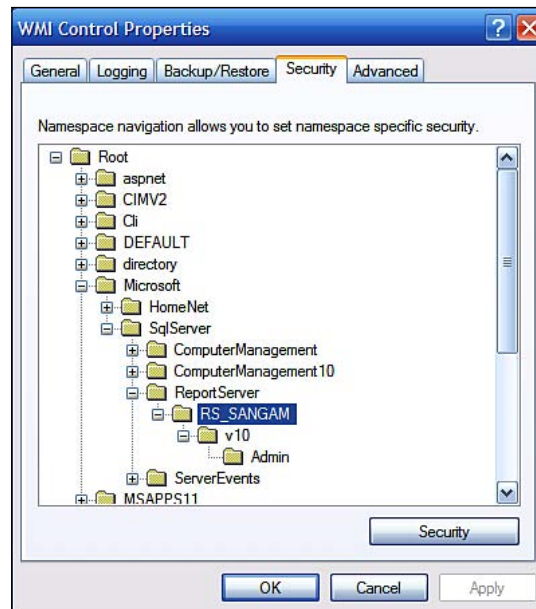 WMI Control Properties
General Logging Backup/Restore Security Advanced
Namespace navigation allows you to set namespace specific security.
Root
aspnet
CIMV2
Cli
DEFAULT
directory
Microsoft
HomeNet
SqlServer
ComputerManagement
ComputerManagement10
ReportServer
RS_SANGAM
v10
Admin
ServerEvents
MSAPPS11
Security
OK Cancel Apply